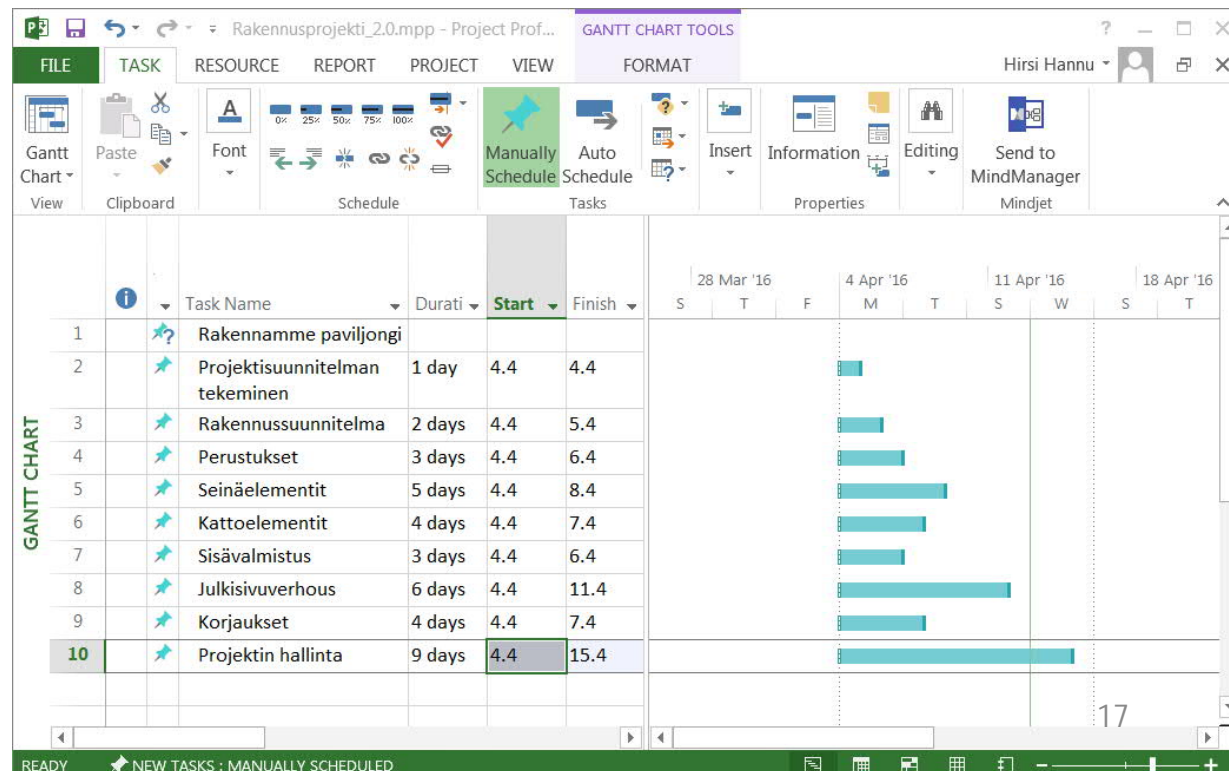 Rakennusprojekti_2.0.mpp - Project Prof...
GANTT CHART TOOLS
FILE TASK RESOURCE REPORT PROJECT VIEW FORMAT
Hirsi Hannu
Gantt Chart
View
Paste
Clipboard
Font
0% 25% 50% 75% 100%
Schedule
Manually Schedule
Auto Schedule
Tasks
Insert
Information
Properties
Editing
Send to MindManager
Mindjet
GANTT CHART
Task Name Durati Start Finish
28 Mar '16 4 Apr '16 11 Apr '16 18 Apr '16
S T F M T S W S T
1 Rakennamme paviljongi
2 Projektisuunnitelman 1 day 4.4 4.4
tekeminen
3 Rakennussuunnitelma 2 days 4.4 5.4
4 Perustukset 3 days 4.4 6.4
5 Seinäelementit 5 days 4.4 8.4
6 Kattoelementit 4 days 4.4 7.4
7 Sisävalmistus 3 days 4.4 6.4
8 Julkisivuverhous 6 days 4.4 11.4
9 Korjaukset 4 days 4.4 7.4
10 Projektin hallinta 9 days 4.4 15.4
17
READY NEW TASKS : MANUALLY SCHEDULED